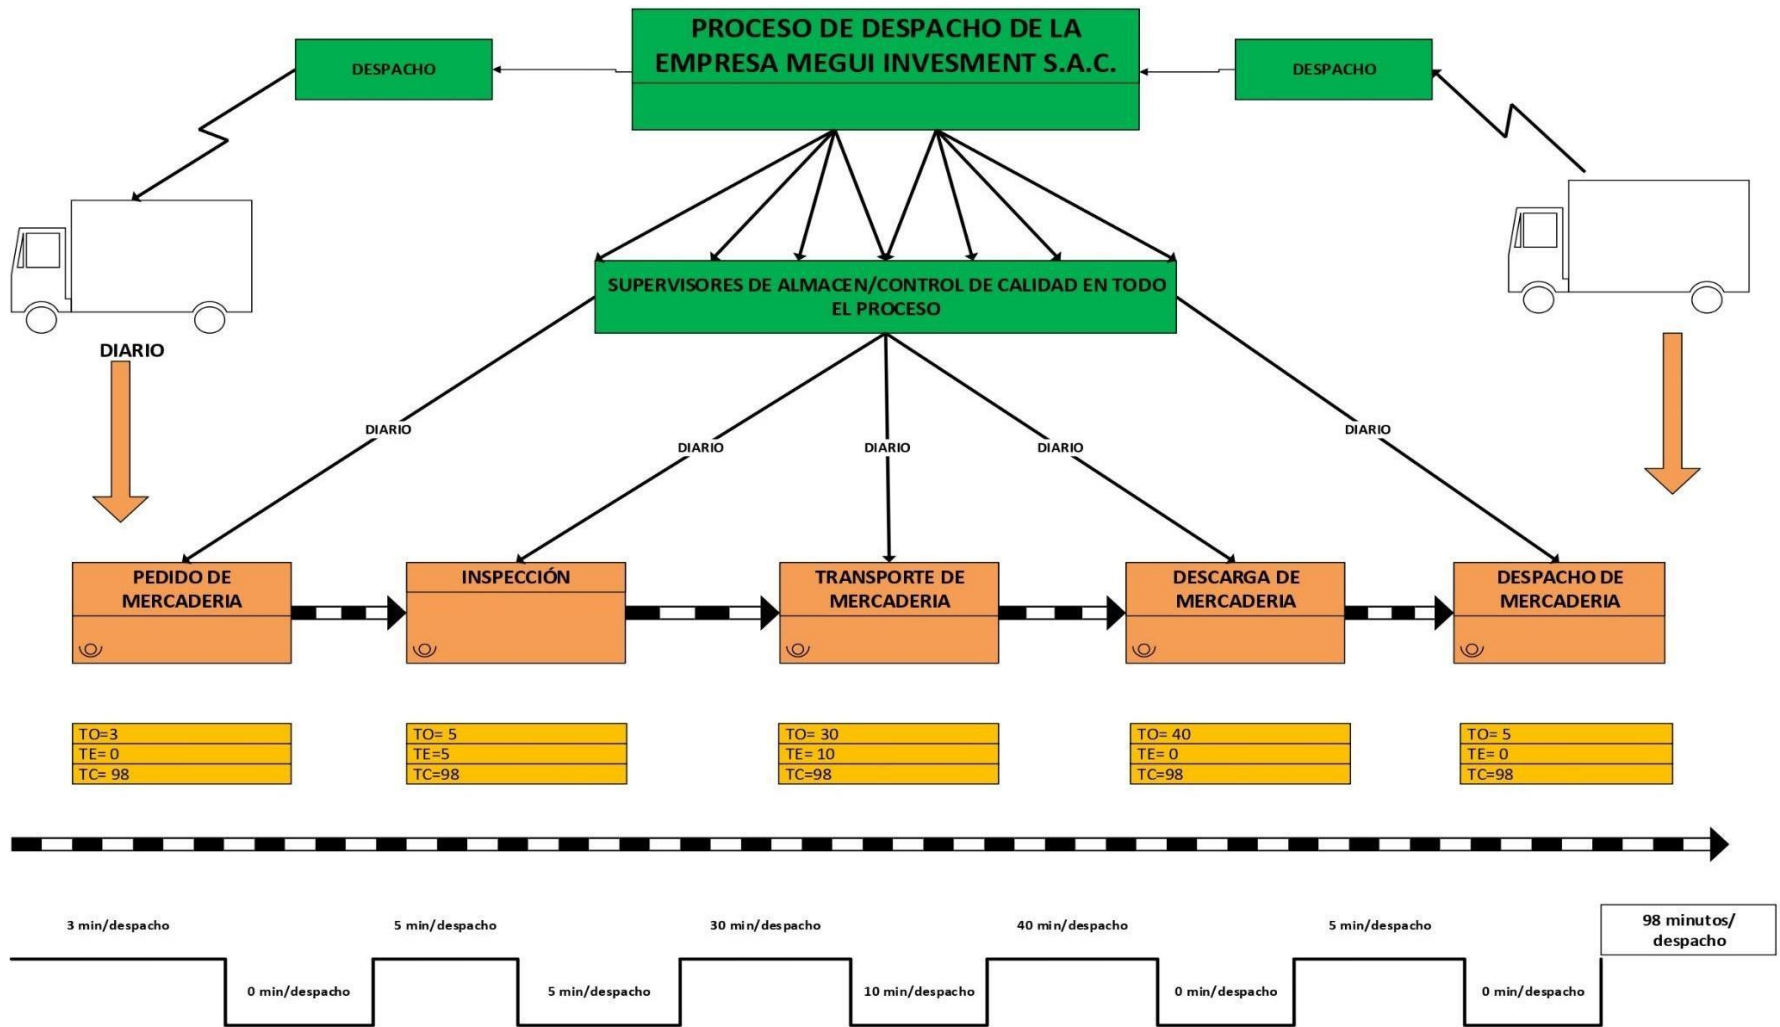 PROCESO DE DESPACHO DE LA
EMPRESA MEGUI INVESMENT S.A.C.
DESPACHO
DESPACHO
SUPERVISORES DE ALMACEN/CONTROL DE CALIDAD EN TODO
EL PROCESO
DIARIO
DIARIO
DIARIO
DIARIO
DIARIO
DIARIO
PEDIDO DE
MERCADERIA
INSPECCIÓN
TRANSPORTE DE
MERCADERIA
DESCARGA DE
MERCADERIA
DESPACHO DE
MERCADERIA
TO=3
TE= 0
TC= 98
TO= 5
TE=5
TC=98
TO= 30
TE= 10
TC=98
TO= 40
TE= 0
TC=98
TO= 5
TE= 0
TC=98
3 min/despacho
5 min/despacho
30 min/despacho
40 min/despacho
5 min/despacho
98 minutos/
despacho
0 min/despacho
5 min/despacho
10 min/despacho
0 min/despacho
0 min/despacho